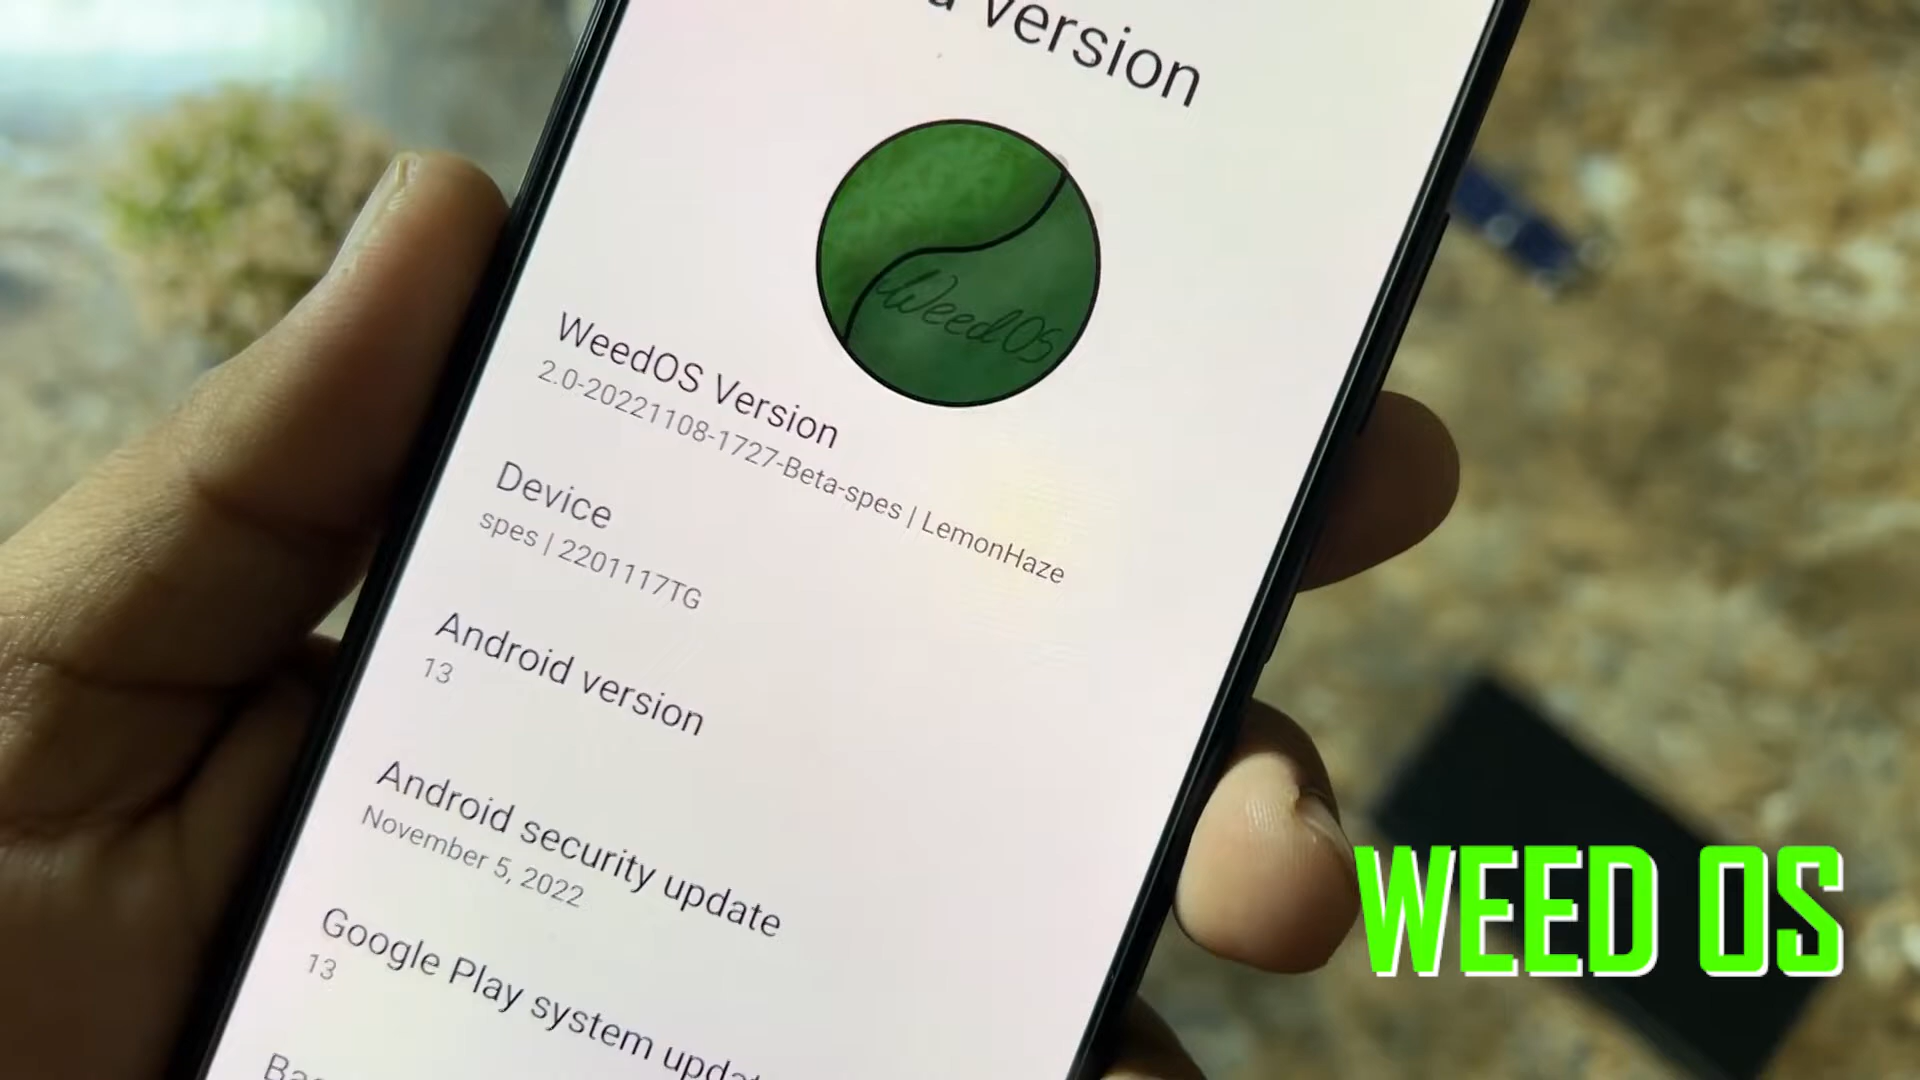 version
WeedOS
WeedOS Version
2.0-20221108-1727-Beta-spes | LemonHaze
Device
spes | 2201117TG
Android version
13
Android security update
November 5, 2022
Google Play system
13
WEED OS